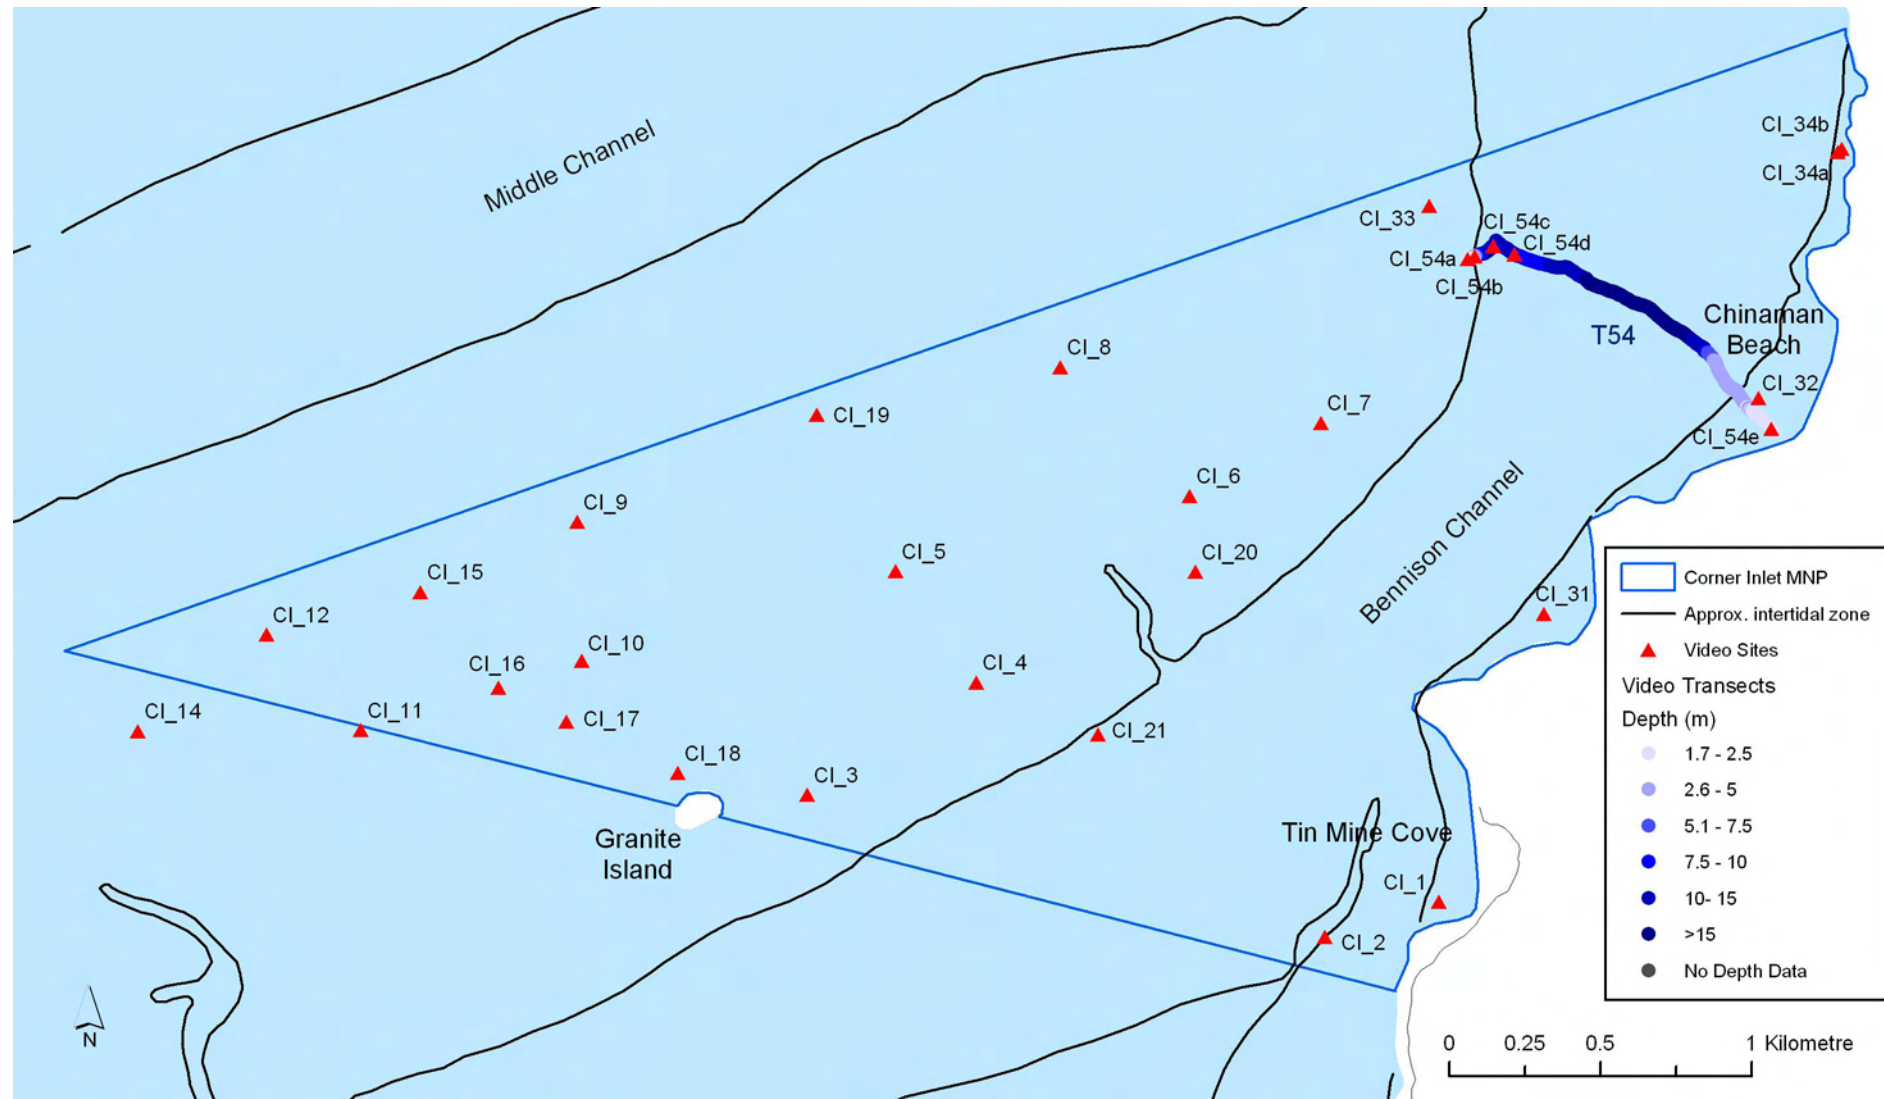 Middle Channel
CI_34b
CI_34a
CI_33
CI_54c
CI_54d
CI_54a
CI_54b
Chinaman
Beach
T54
CI_8
CI_32
CI_7
CI_19
CI_54e
CI_6
CI_9
Bennison Channel
CI_5
CI_20
CI_15
CI_31
CI_12
CI_10
CI_16
CI_4
CI_14
CI_11
CI_17
CI_21
CI_18
CI_3
Granite
Island
Tin Mine Cove
CI_1
CI_2
N
Corner Inlet MNP
Approx. intertidal zone
Video Sites
Video Transects
Depth (m)
1.7 - 2.5
2.6 - 5
5.1 - 7.5
7.5 - 10
10- 15
>15
No Depth Data
0 0.25 0.5 1 Kilometre